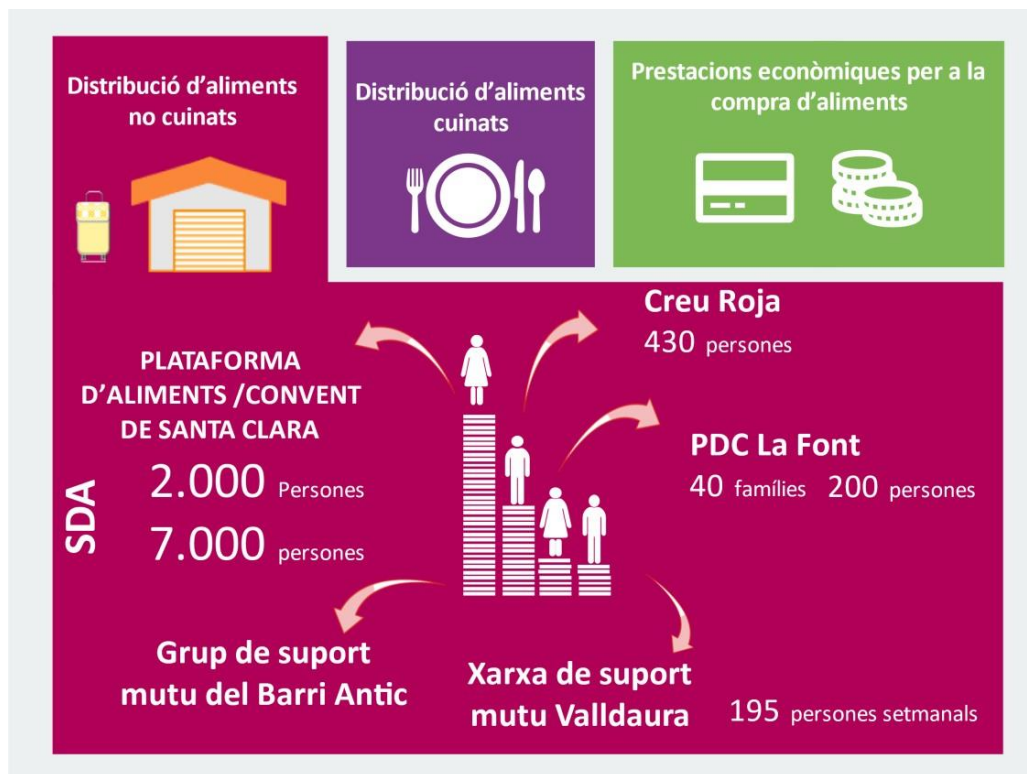 Distribució d'aliments
no cuinats
Distribució d'aliments
cuinats
Prestacions econòmiques per a la
compra d'aliments
Creu Roja
430 persones
PLATAFORMA
D'ALIMENTS /CONVENT
DE SANTA CLARA
2.000 Persones
7.000 persones
SDA
PDC La Font
40 famílies 200 persones
Grup de suport
mutu del Barri Antic
Xarxa de suport
mutu Valldaura
195 persones setmanals